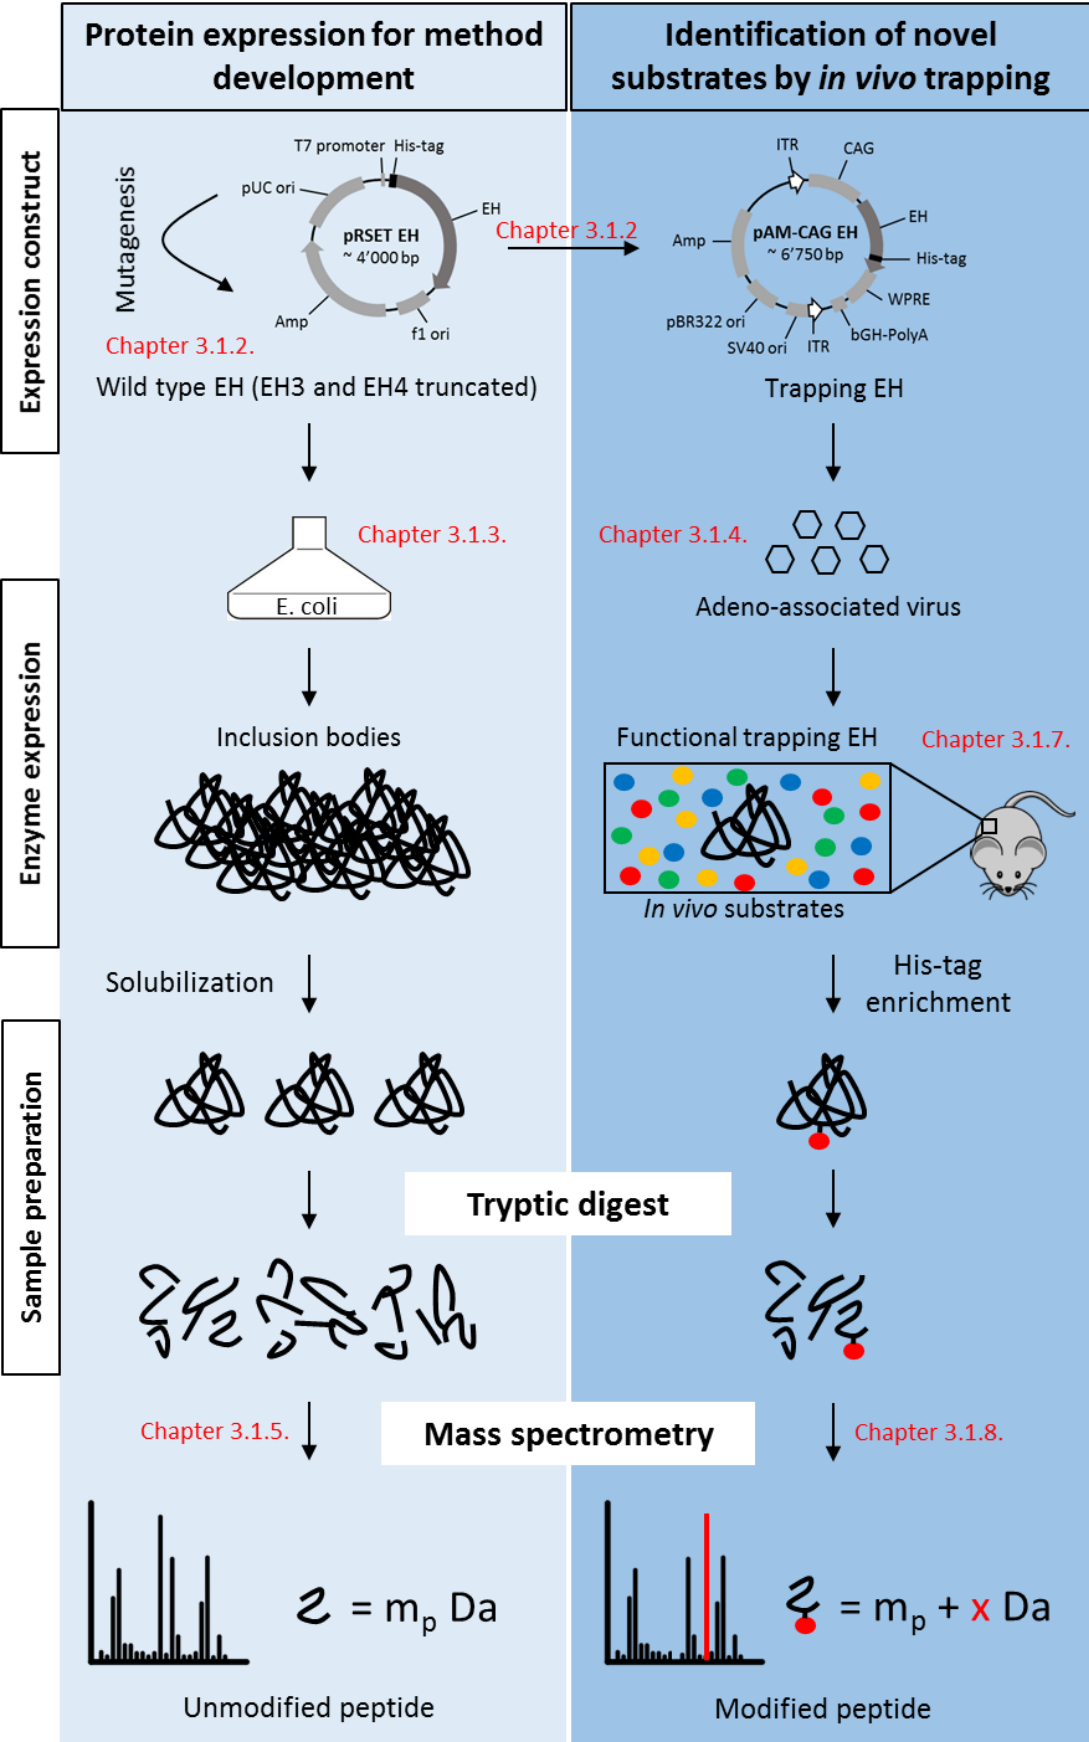 Protein expression for method
development
Identification of novel
substrates by in vivo trapping
Expression construct
Mutagenesis
T7 promoter
His-tag
pUC ori
EH
pRSET EH
~ 4’000 bp
Amp
f1 ori
Chapter 3.1.2.
Wild type EH (EH3 and EH4 truncated)
Chapter 3.1.2
ITR
CAG
EH
Amp
pAM-CAG EH
~ 6’750 bp
His-tag
WPRE
pBR322 ori
bGH-PolyA
SV40 ori
ITR
Trapping EH
Enzyme expression
Chapter 3.1.3.
E. coli
Inclusion bodies
Chapter 3.1.4.
Adeno-associated virus
Functional trapping EH
Chapter 3.1.7.
In vivo substrates
Sample preparation
Solubilization
His-tag
enrichment
Tryptic digest
Chapter 3.1.5.
Mass spectrometry
Chapter 3.1.8.
= mp Da
Unmodified peptide
= mp + x Da
Modified peptide